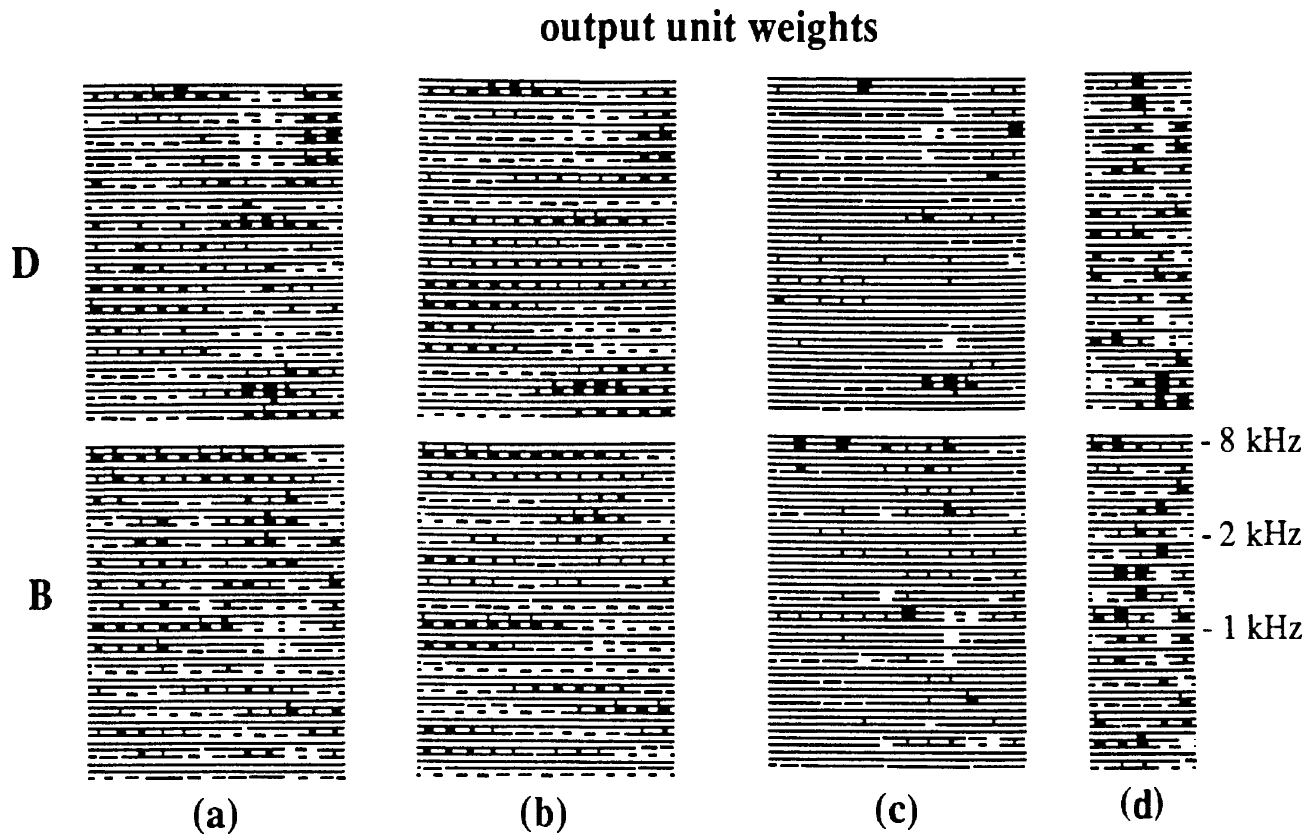 output unit weights
D
B
- 8 kHz
- 2 kHz
- 1 kHz
(a) (b) (c) (d)